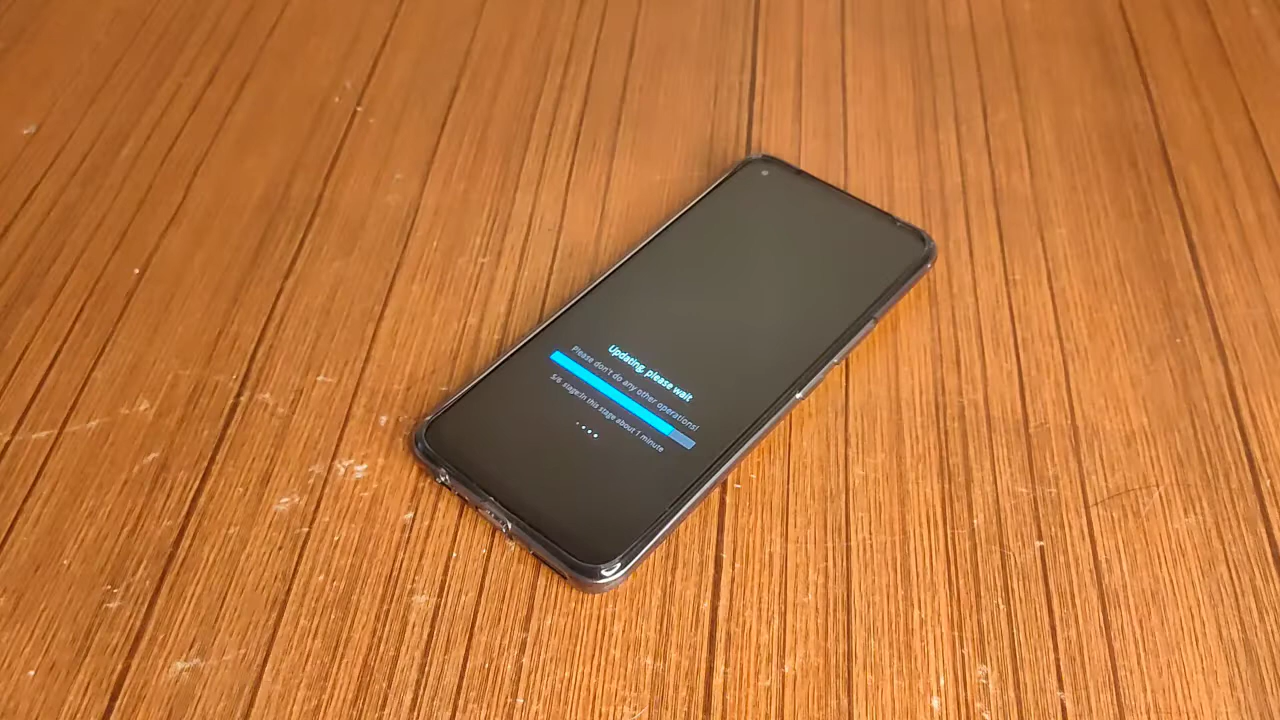 Updating, please wait
Please don't do any other operations!
5/6 stage:In this stage about 1 minute